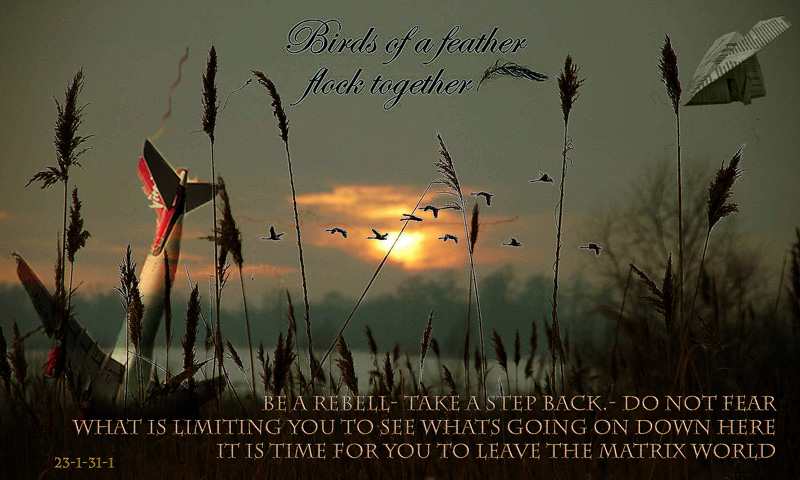 Birds of a feather
flock together
BE A REBELL- TAKE A STEP BACK.- DO NOT FEAR
WHAT IS LIMITING YOU TO SEE WHATS GOING ON DOWN HERE
IT IS TIME FOR YOU TO LEAVE THE MATRIX WORLD
23-1-31-1